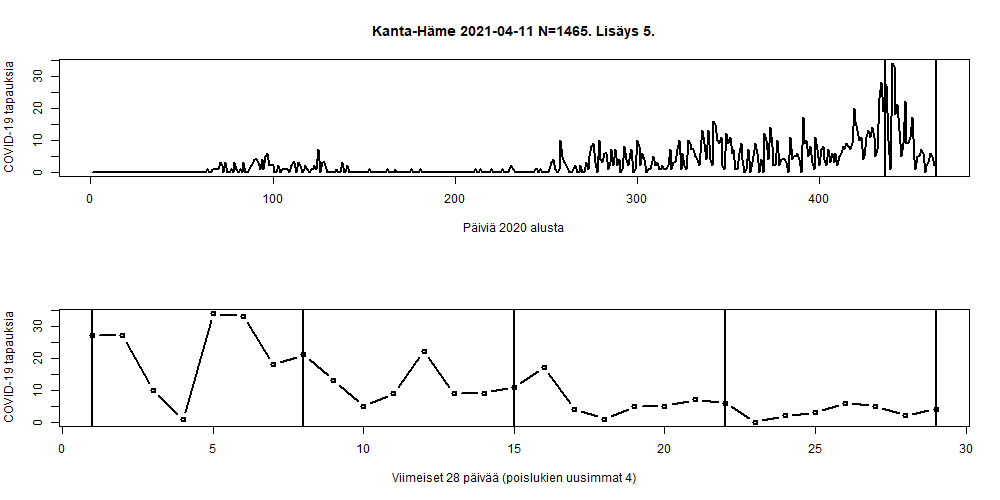 Kanta-Häme 2021-04-11 N=1465. Lisäys 5.
COVID-19 tapauksia
30
20
10
0
0 100 200 300 400
Päiviä 2020 alusta
COVID-19 tapauksia
30
20
10
0
0 5 10 15 20 25 30
Viimeiset 28 päivää (poislukien uusimmat 4)